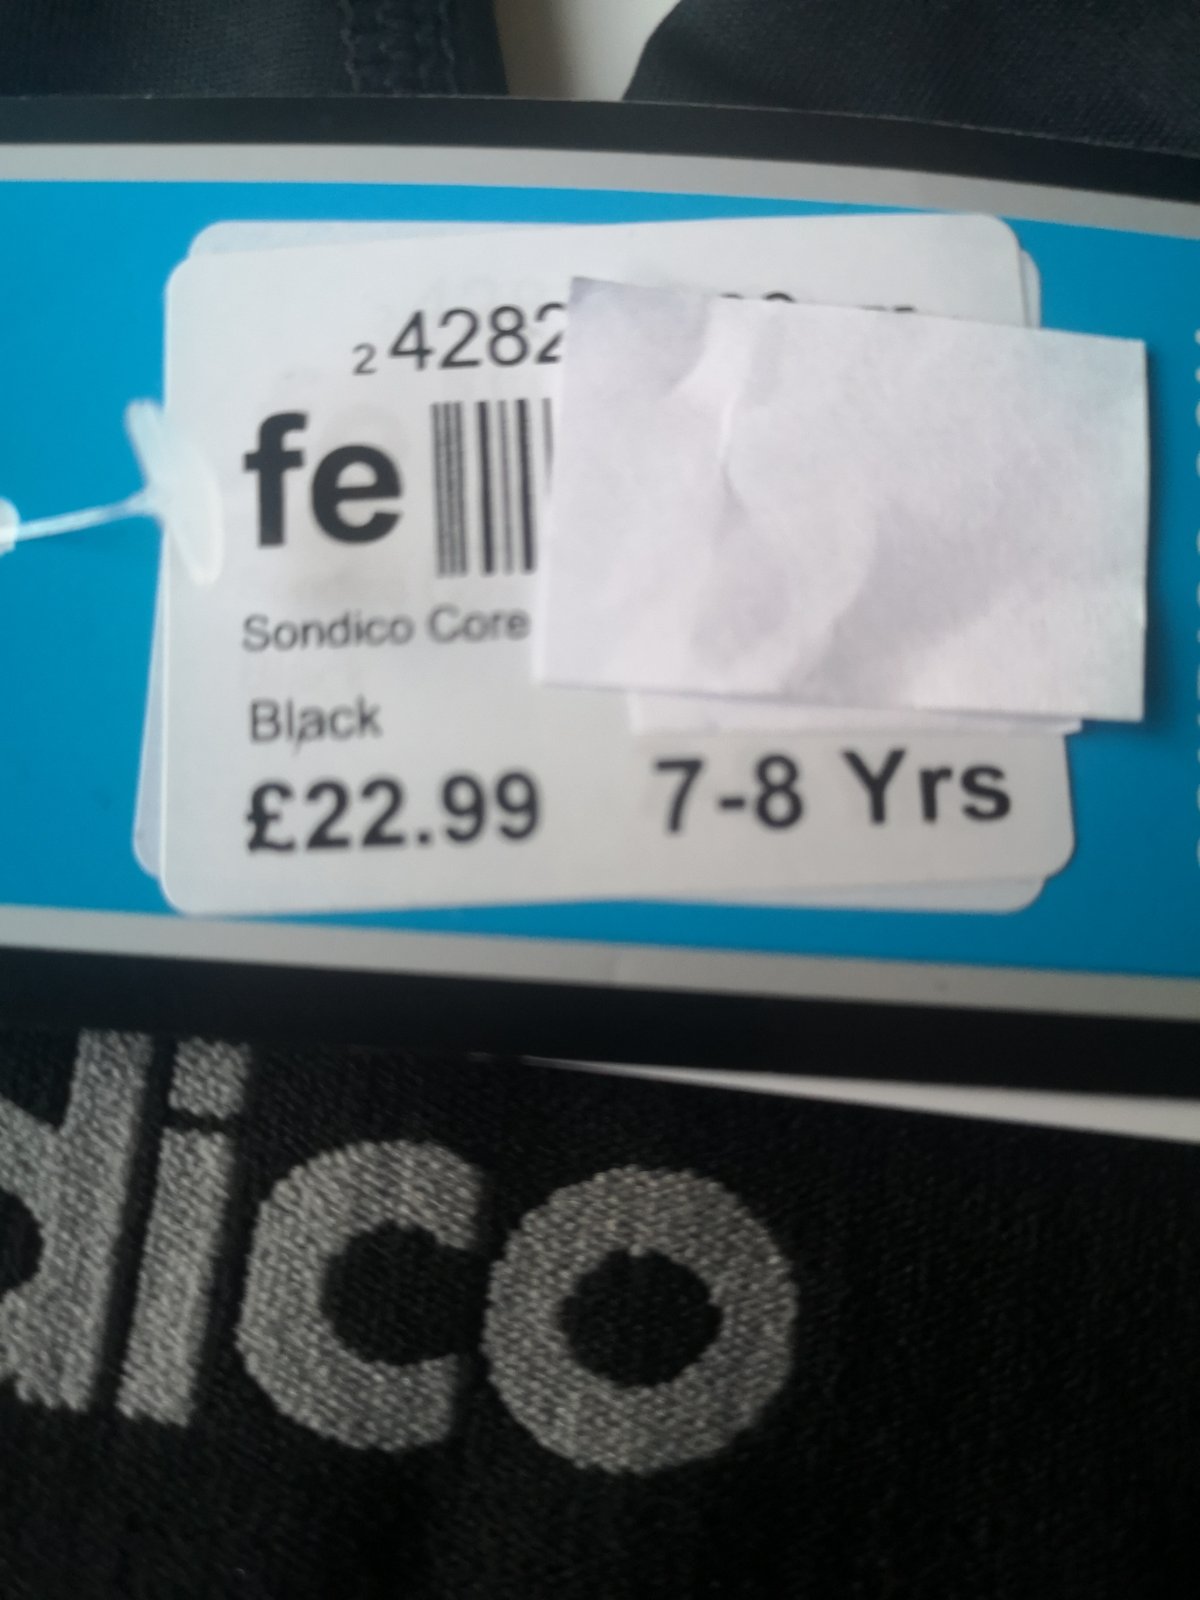 2 4282
fe
Sondico Core
Black
£22.99 7-8 Yrs
dico